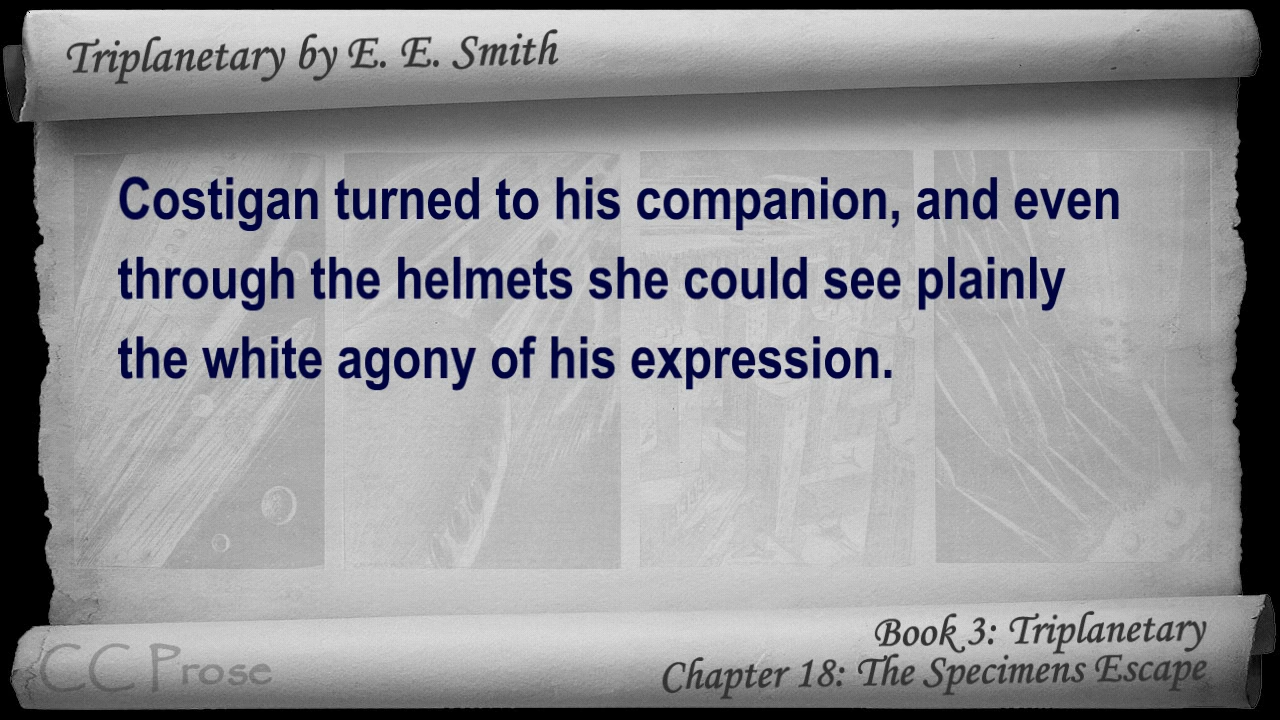 Triplanetary by E. E. Smith
Costigan turned to his companion, and even
through the helmets she could see plainly
the white agony of his expression.
Book 3: Triplanetary
Chapter 18: The Specimens Escape
CC Prose